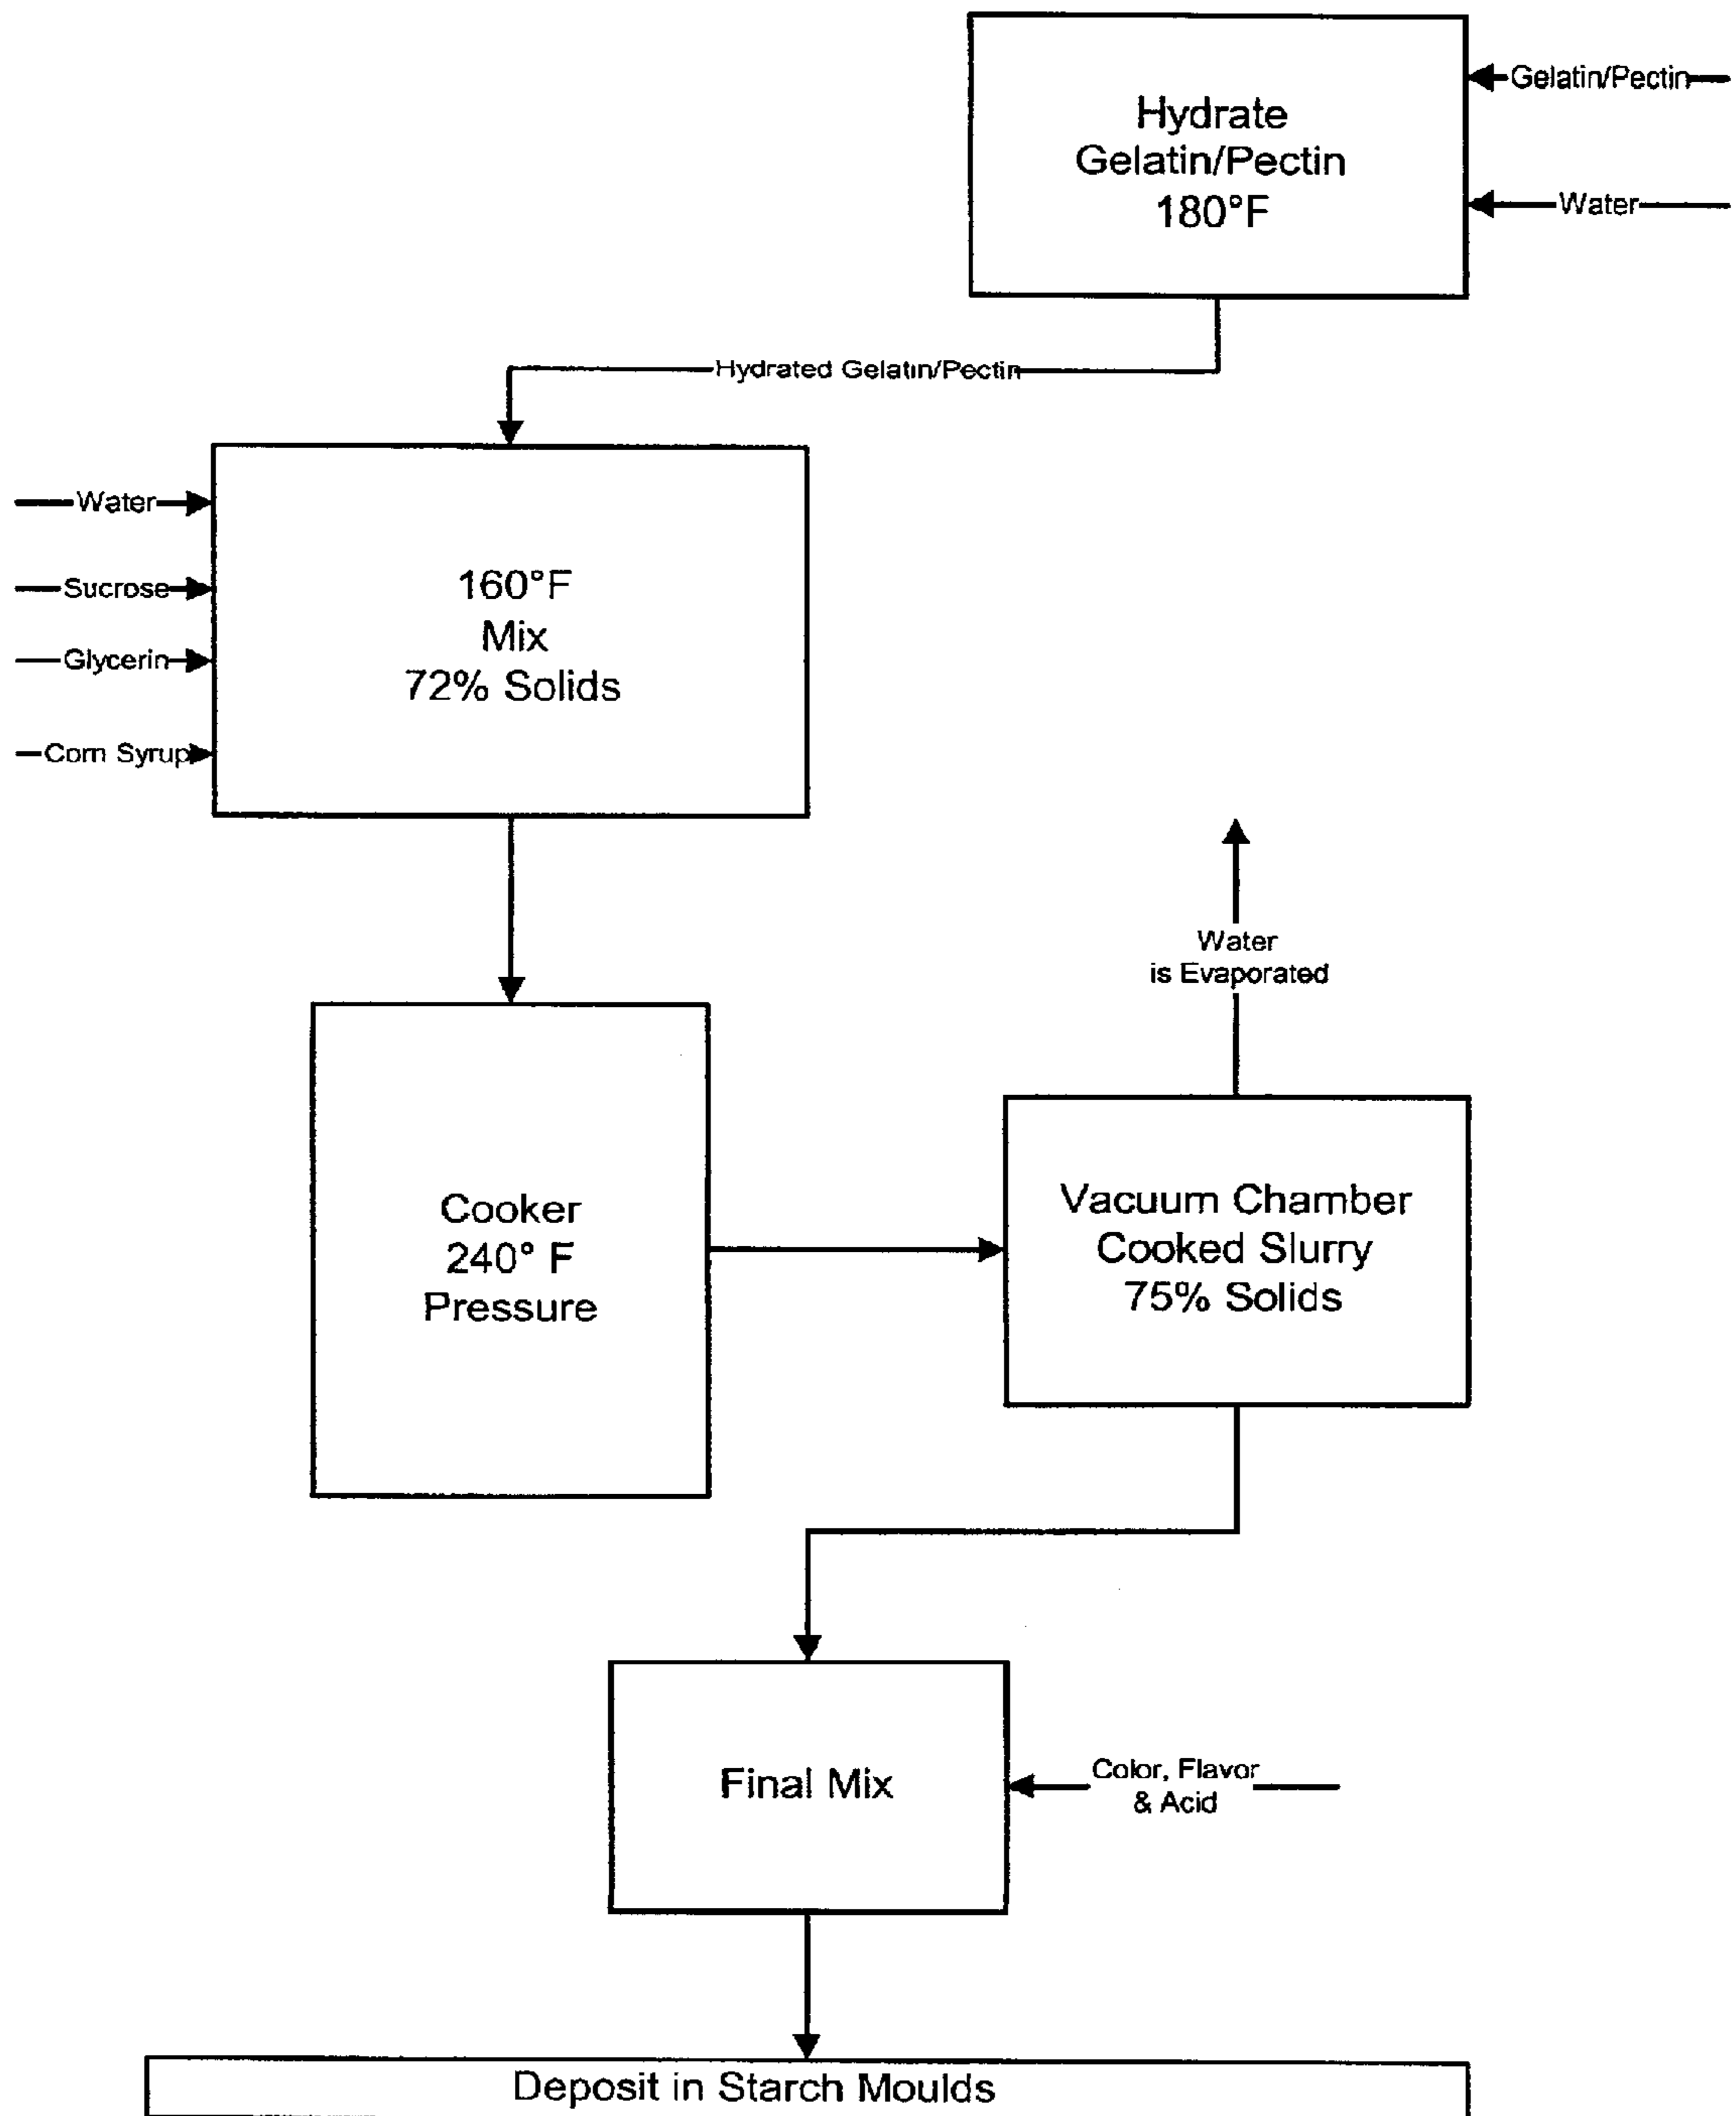 Hydrate
Gelatin/Pectin
180°F
Gelatin/Pectin
Water
Hydrated Gelatin/Pectin
Water
Sucrose
Glycerin
Corn Syrup
160°F
Mix
72% Solids
Water
is Evaporated
Cooker
240° F
Pressure
Vacuum Chamber
Cooked Slurry
75% Solids
Final Mix
Color, Flavor
& Acid
Deposit in Starch Moulds